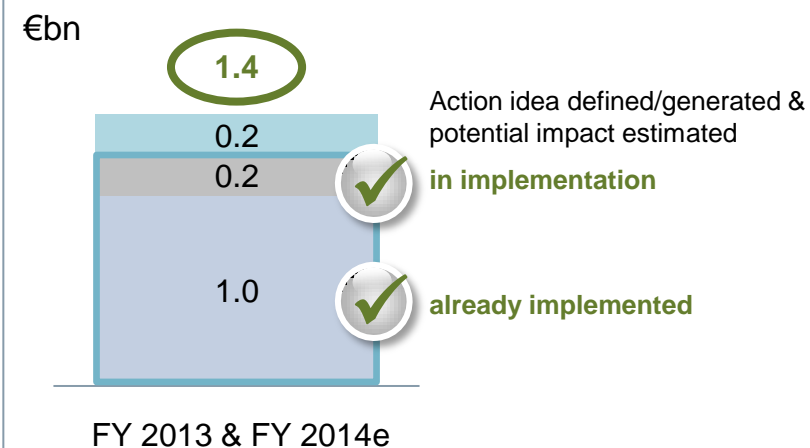 €bn
1.4
Action idea defined/generated &
potential impact estimated
0.2
0.2
in implementation
1.0
already implemented
FY 2013 & FY 2014e